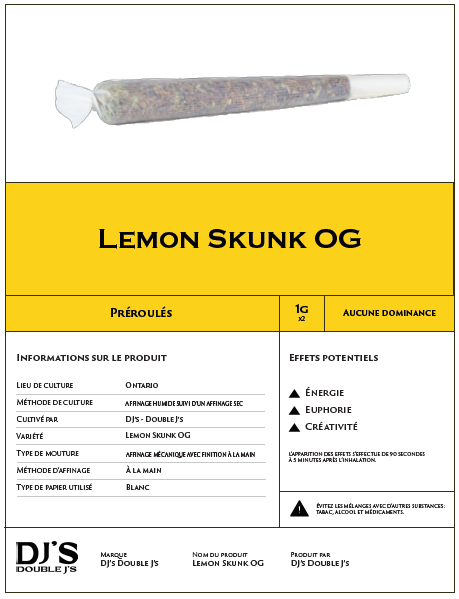 Lemon Skunk OG
Préroulés
1g
x2
Aucune dominance
Informations sur le produit
Lieu de culture Ontario
Méthode de culture affinage humide suivi d'un affinage sec
Cultivé par DJ's - Double J's
Variété Lemon Skunk OG
Type de mouture affinage mécanique avec finition à la main
Méthode d'affinage À la main
Type de papier utilisé Blanc
Effets potentiels
Énergie
Euphorie
Créativité
L'apparition des effets s'effectue de 90 secondes
à 5 minutes après l'inhalation.
Évitez les mélanges avec d'autres substances:
tabac, alcool et médicaments.
DJ's
Double J's
Marque
DJ's Double J's
Nom du produit
Lemon Skunk OG
Produit par
DJ's Double J's